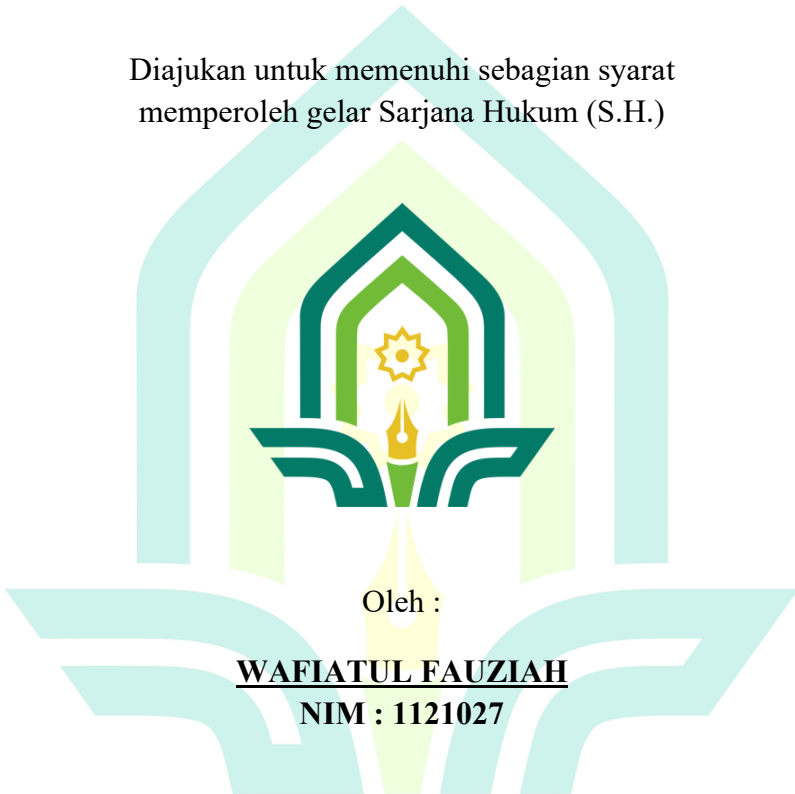 Diajukan untuk memenuhi sebagian syarat
memperoleh gelar Sarjana Hukum (S.H.)
Oleh :
WAFIATUL FAUZIAH
NIM : 1121027